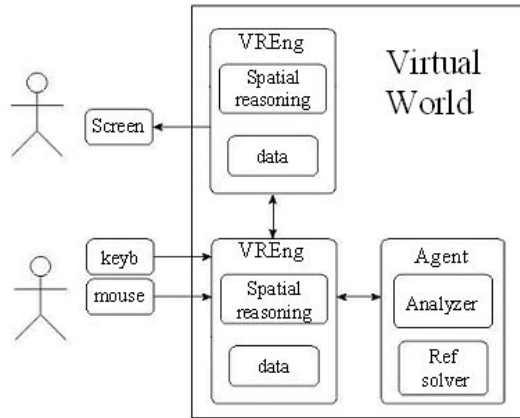 VREng
Spatial
reasoning
data
Virtual
World
Screen
keyb
mouse
VREng
Spatial
reasoning
data
Agent
Analyzer
Ref
solver